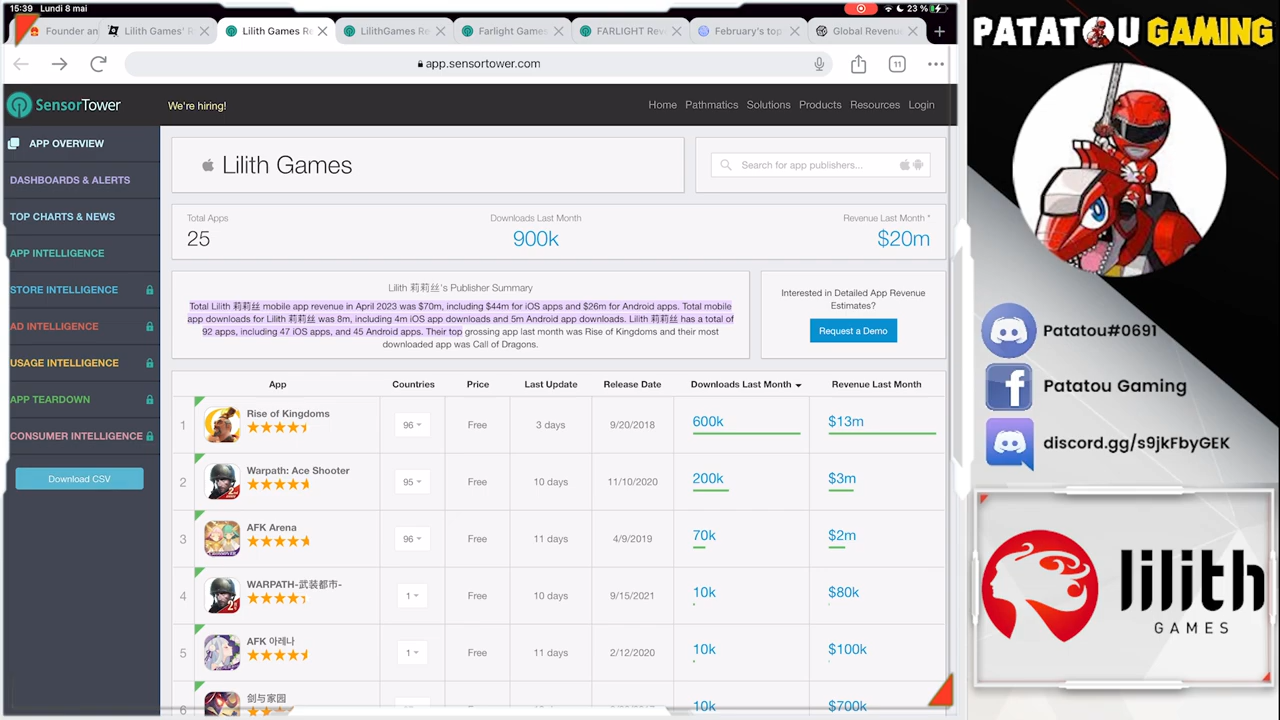 15:39 Lundi 8 mai
23 %
Founder an
Lilith Games' R
Lilith Games Re
LilithGames Re
Farlight Games
FARLIGHT Rev
February's top
Global Revenu
app.sensortower.com
11
SensorTower
We're hiring!
Home Pathmatics Solutions Products Resources Login
APP OVERVIEW
DASHBOARDS & ALERTS
TOP CHARTS & NEWS
APP INTELLIGENCE
STORE INTELLIGENCE
AD INTELLIGENCE
USAGE INTELLIGENCE
APP TEARDOWN
CONSUMER INTELLIGENCE
Download CSV
Lilith Games
Search for app publishers...
Total Apps Downloads Last Month Revenue Last Month *
25 900k $20m
Lilith 莉莉丝's Publisher Summary
Total Lilith 莉莉丝 mobile app revenue in April 2023 was $70m, including $44m for iOS apps and $26m for Android apps. Total mobile
app downloads for Lilith 莉莉丝 was 8m, including 4m iOS app downloads and 5m Android app downloads. Lilith 莉莉丝 has a total of
92 apps, including 47 iOS apps, and 45 Android apps. Their top grossing app last month was Rise of Kingdoms and their most
downloaded app was Call of Dragons.
Interested in Detailed App Revenue
Estimates?
Request a Demo
App Countries Price Last Update Release Date Downloads Last Month Revenue Last Month
1 Rise of Kingdoms 96 Free 3 days 9/20/2018 600k $13m
2 Warpath: Ace Shooter 95 Free 10 days 11/10/2020 200k $3m
3 AFK Arena 96 Free 11 days 4/9/2019 70k $2m
4 WARPATH-武装都市- 1 Free 10 days 9/15/2021 10k $80k
5 AFK 아레나 1 Free 11 days 2/12/2020 10k $100k
6 剑与家园 10k $700k
PATATOU GAMING
Patatou#0691
Patatou Gaming
discord.gg/s9jkFbyGEK
lilith
GAMES